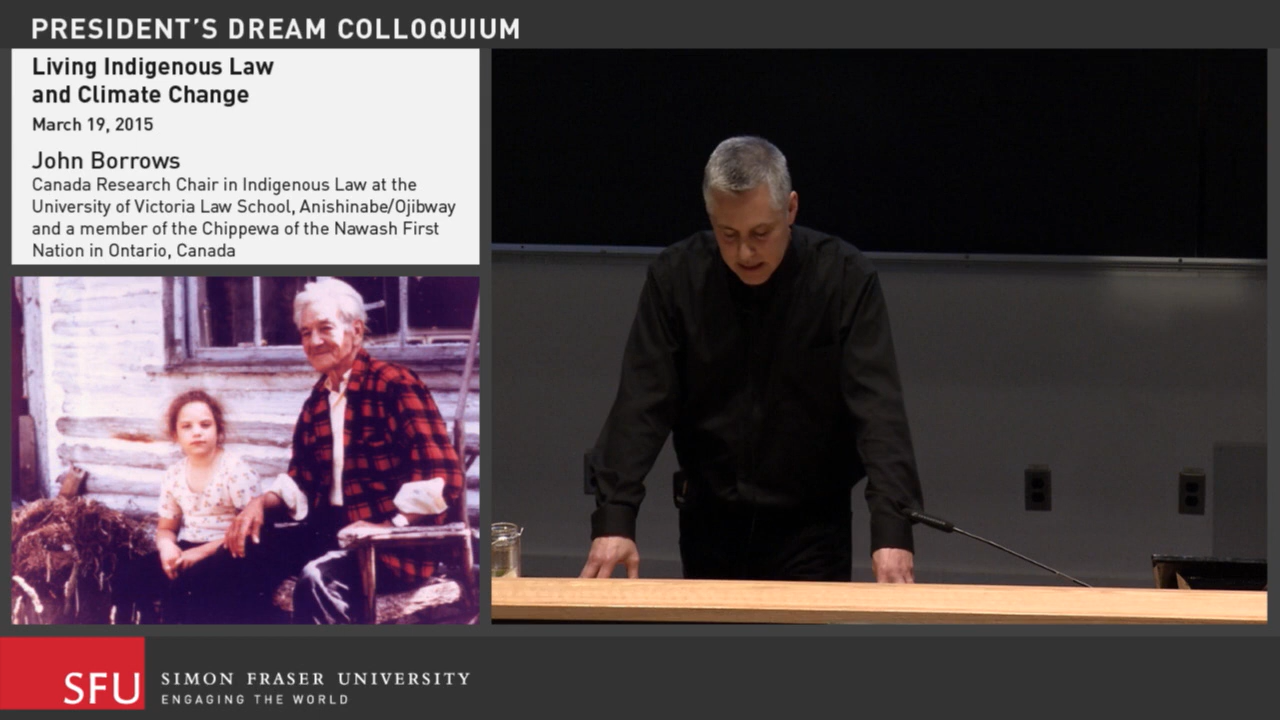 PRESIDENT'S DREAM COLLOQUIUM
Living Indigenous Law
and Climate Change
March 19, 2015
John Borrows
Canada Research Chair in Indigenous Law at the
University of Victoria Law School, Anishinabe/Ojibway
and a member of the Chippewa of the Nawash First
Nation in Ontario, Canada
SFU
SIMON FRASER UNIVERSITY
ENGAGING THE WORLD